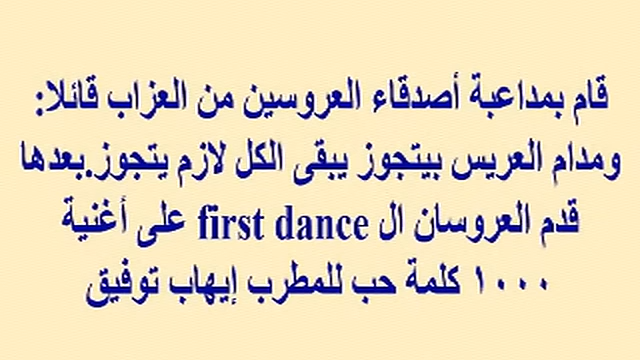 قام بمداعبة أصدقاء العروسين من العزاب قائلا:
ومدام العريس بيتجوز يبقى الكل لازم يتجوز.بعدها
قدم العروسان ال first dance على أغنية
١٠٠٠ كلمة حب للمطرب إيهاب توفيق